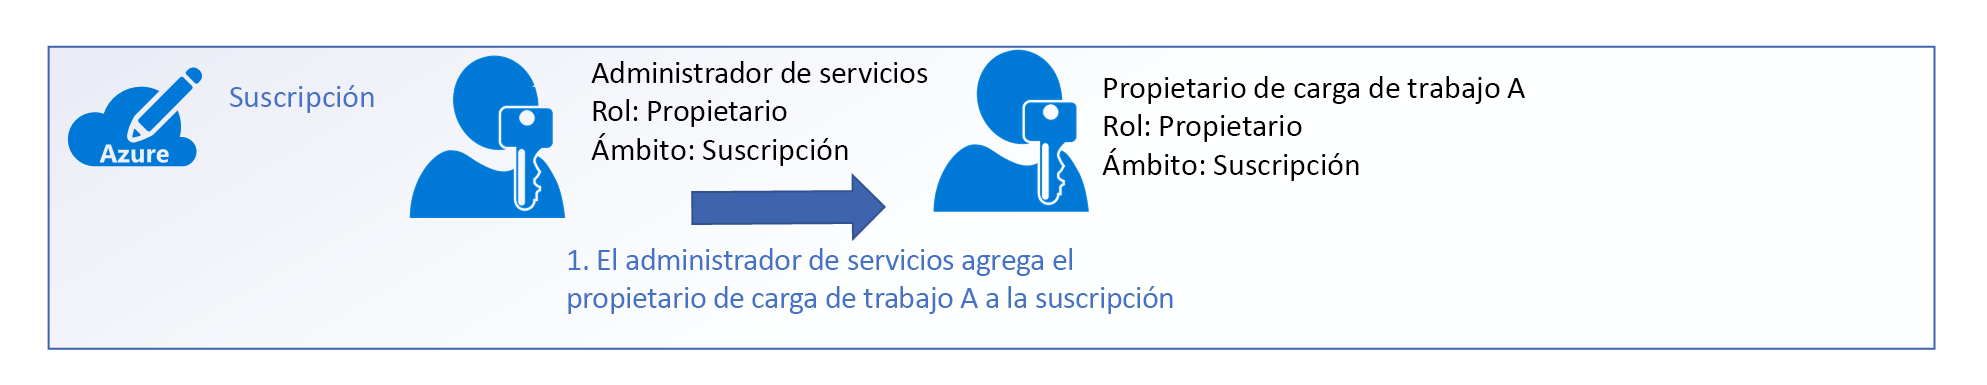 Azure
Suscripción
Administrador de servicios
Rol: Propietario
Ámbito: Suscripción
Propietario de carga de trabajo A
Rol: Propietario
Ámbito: Suscripción
1. El administrador de servicios agrega el
propietario de carga de trabajo A a la suscripción